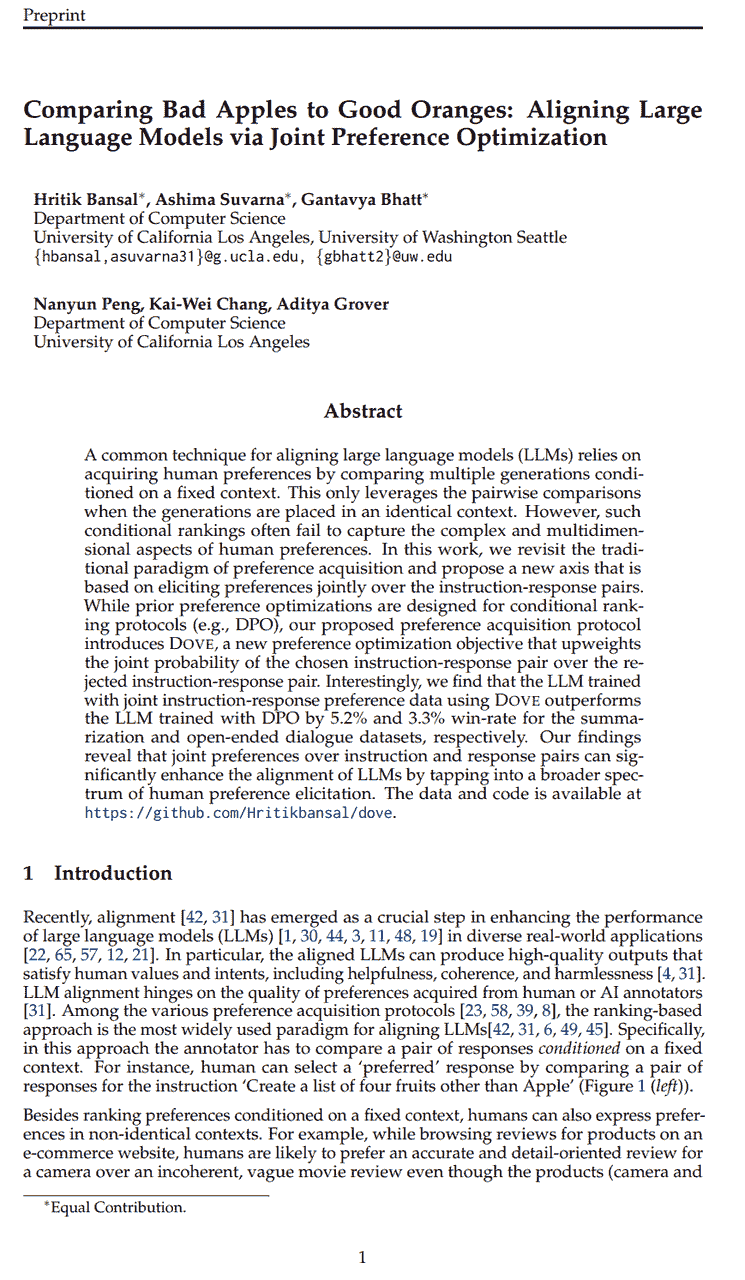 Preprint
Comparing Bad Apples to Good Oranges: Aligning Large
Language Models via Joint Preference Optimization
Hritik Bansal*, Ashima Suvarna*, Gantavya Bhatt*
Department of Computer Science
University of California Los Angeles, University of Washington Seattle
{hbansal,asuvarna31}@g.ucla.edu, {gbhatt2}@uw.edu
Nanyun Peng, Kai-Wei Chang, Aditya Grover
Department of Computer Science
University of California Los Angeles
Abstract
A common technique for aligning large language models (LLMs) relies on
acquiring human preferences by comparing multiple generations condi-
tioned on a fixed context. This only leverages the pairwise comparisons
when the generations are placed in an identical context. However, such
conditional rankings often fail to capture the complex and multidimen-
sional aspects of human preferences. In this work, we revisit the tradi-
tional paradigm of preference acquisition and propose a new axis that is
based on eliciting preferences jointly over the instruction-response pairs.
While prior preference optimizations are designed for conditional rank-
ing protocols (e.g., DPO), our proposed preference acquisition protocol
introduces DOVE, a new preference optimization objective that upweights
the joint probability of the chosen instruction-response pair over the re-
jected instruction-response pair. Interestingly, we find that the LLM trained
with joint instruction-response preference data using DOVE outperforms
the LLM trained with DPO by 5.2% and 3.3% win-rate for the summa-
rization and open-ended dialogue datasets, respectively. Our findings
reveal that joint preferences over instruction and response pairs can sig-
nificantly enhance the alignment of LLMs by tapping into a broader spec-
trum of human preference elicitation. The data and code is available at
https://github.com/Hritikbansal/dove.
1 Introduction
Recently, alignment [42, 31] has emerged as a crucial step in enhancing the performance
of large language models (LLMs) [1, 30, 44, 3, 11, 48, 19] in diverse real-world applications
[22, 65, 57, 12, 21]. In particular, the aligned LLMs can produce high-quality outputs that
satisfy human values and intents, including helpfulness, coherence, and harmlessness [4, 31].
LLM alignment hinges on the quality of preferences acquired from human or AI annotators
[31]. Among the various preference acquisition protocols [23, 58, 39, 8], the ranking-based
approach is the most widely used paradigm for aligning LLMs[42, 31, 6, 49, 45]. Specifically,
in this approach the annotator has to compare a pair of responses conditioned on a fixed
context. For instance, human can select a ‘preferred’ response by comparing a pair of
responses for the instruction ‘Create a list of four fruits other than Apple’ (Figure 1 (left)).
Besides ranking preferences conditioned on a fixed context, humans can also express prefer-
ences in non-identical contexts. For example, while browsing reviews for products on an
e-commerce website, humans are likely to prefer an accurate and detail-oriented review for
a camera over an incoherent, vague movie review even though the products (camera and
*Equal Contribution.
1